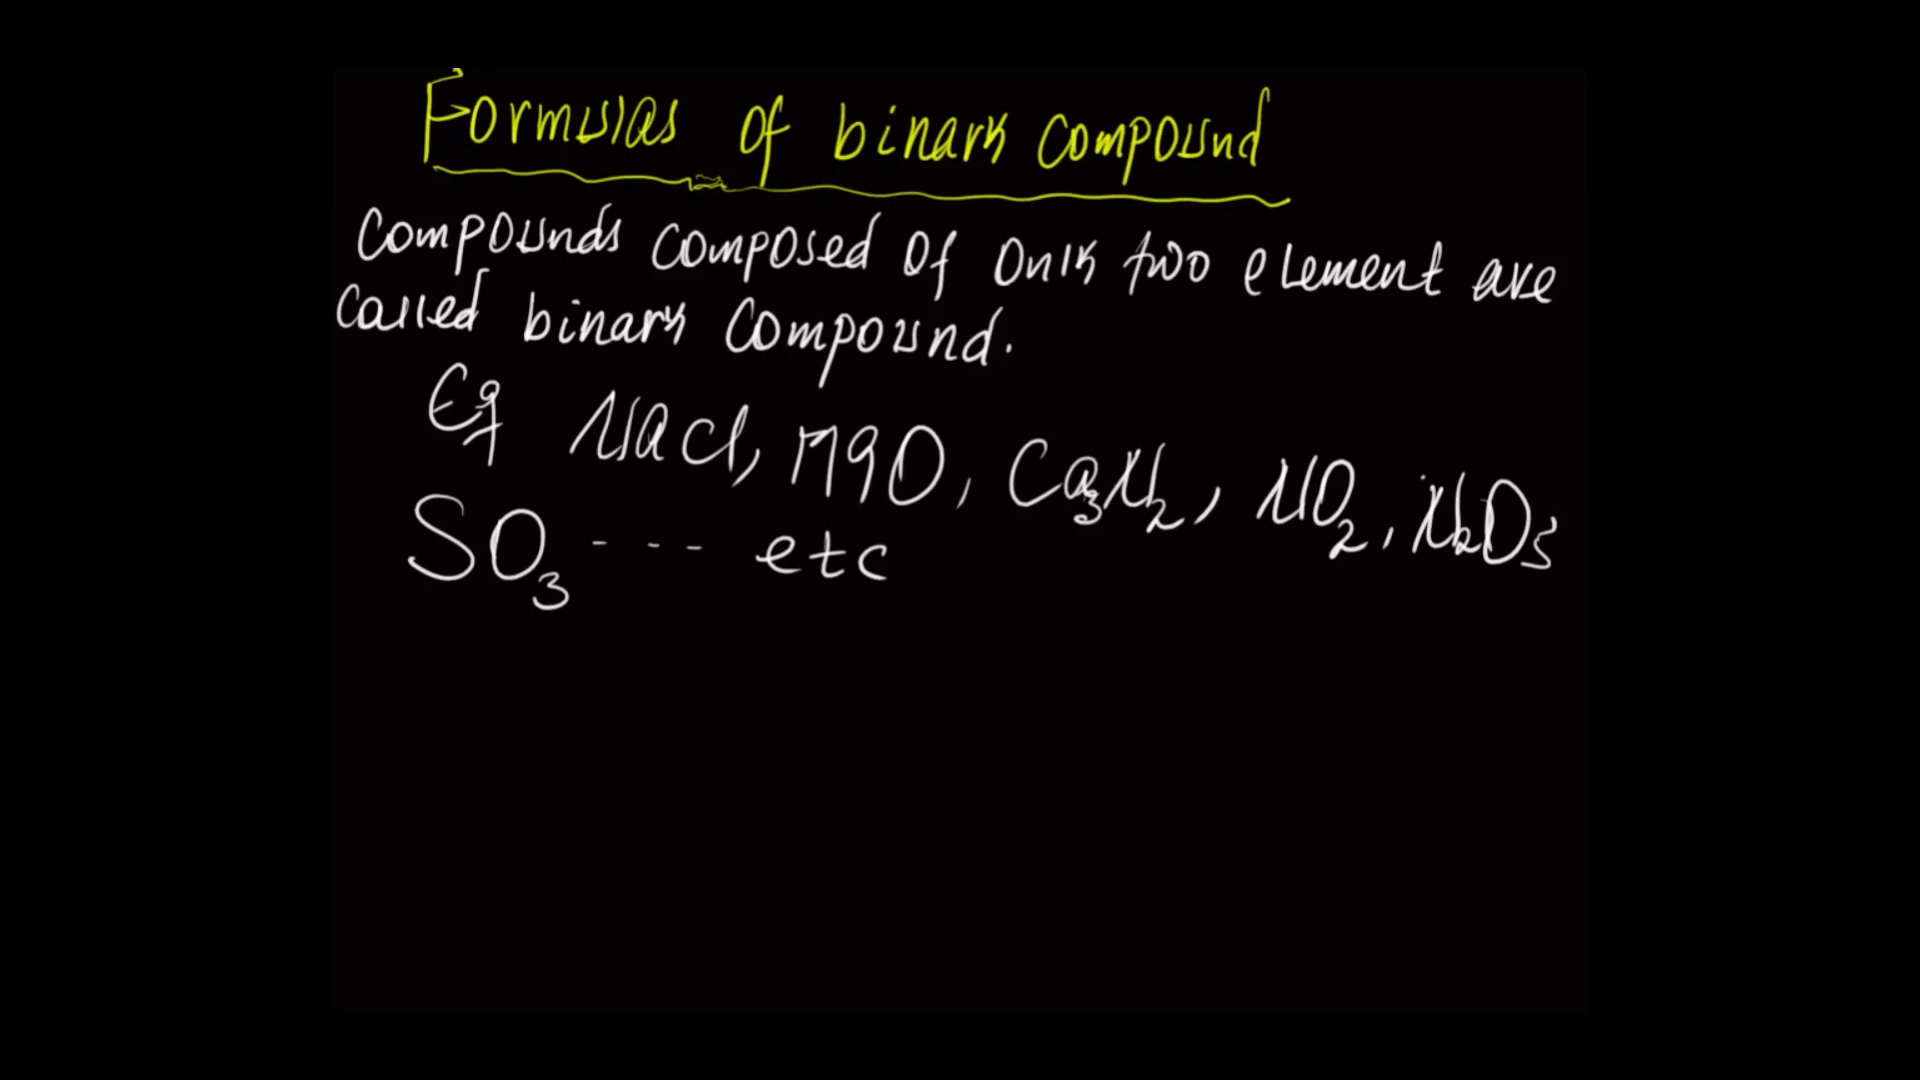 Formulas of binary compound
Compounds composed of only two element are
called binary compound.
Eg NaCl, MgO, Ca₃N₂, NO₂, N₂O₅
SO₃ --- etc